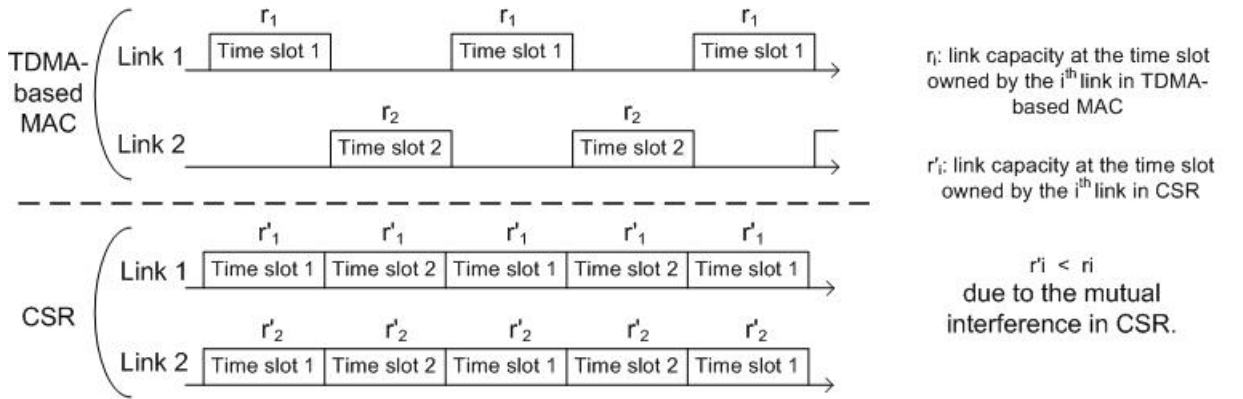 r₁ r₁ r₁
TDMA-
based
MAC
Link 1
Time slot 1 Time slot 1 Time slot 1
r₂ r₂
Link 2
Time slot 2 Time slot 2
rᵢ: link capacity at the time slot
owned by the iᵗʰ link in TDMA-
based MAC
r'ᵢ: link capacity at the time slot
owned by the iᵗʰ link in CSR
CSR
r'₁ r'₁ r'₁ r'₁ r'₁
Link 1
Time slot 1 Time slot 2 Time slot 1 Time slot 2 Time slot 1
r'₂ r'₂ r'₂ r'₂ r'₂
Link 2
Time slot 1 Time slot 2 Time slot 1 Time slot 2 Time slot 1
r'i < ri
due to the mutual
interference in CSR.